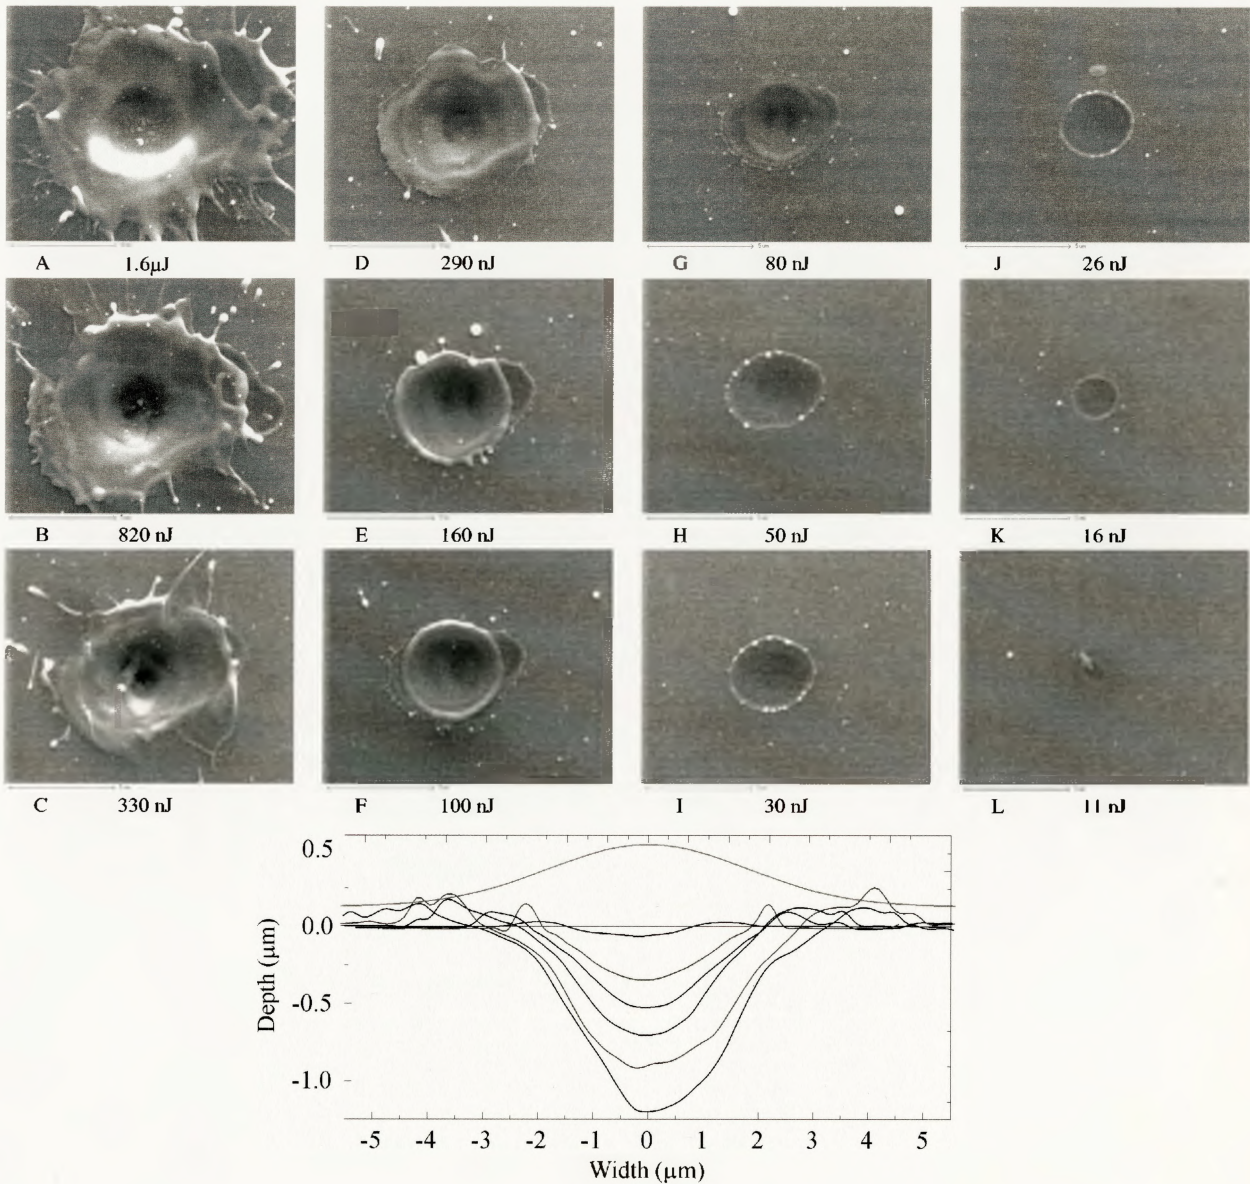 A 1.6μJ D 290 nJ G 80 nJ J 26 nJ
B 820 nJ E 160 nJ H 50 nJ K 16 nJ
C 330 nJ F 100 nJ I 30 nJ L 11 nJ
0.5
0.0
-0.5
-1.0
Depth (μm)
-5 -4 -3 -2 -1 0 1 2 3 4 5
Width (μm)